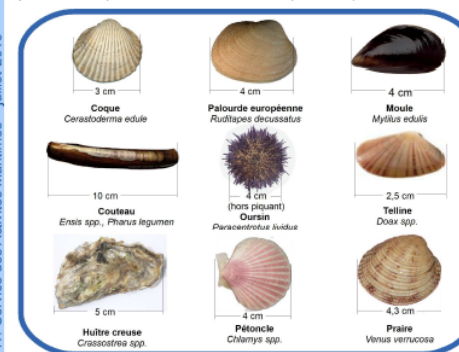 3 cm
4 cm
4 cm
Coque
Palourde européenne
Moule
Cerastoderma edule
Ruditapes decussatus
Mytilus edulis
10 cm
4 cm
2,5 cm
(hors piquant)
Couteau
Oursin
Telline
Ensis spp., Pharus legumen
Paracentrotus lividus
Doax spp.
5 cm
4 cm
4,3 cm
Huître creuse
Pétoncle
Praire
Crassostrea spp.
Chlamys spp.
Venus verrucosa